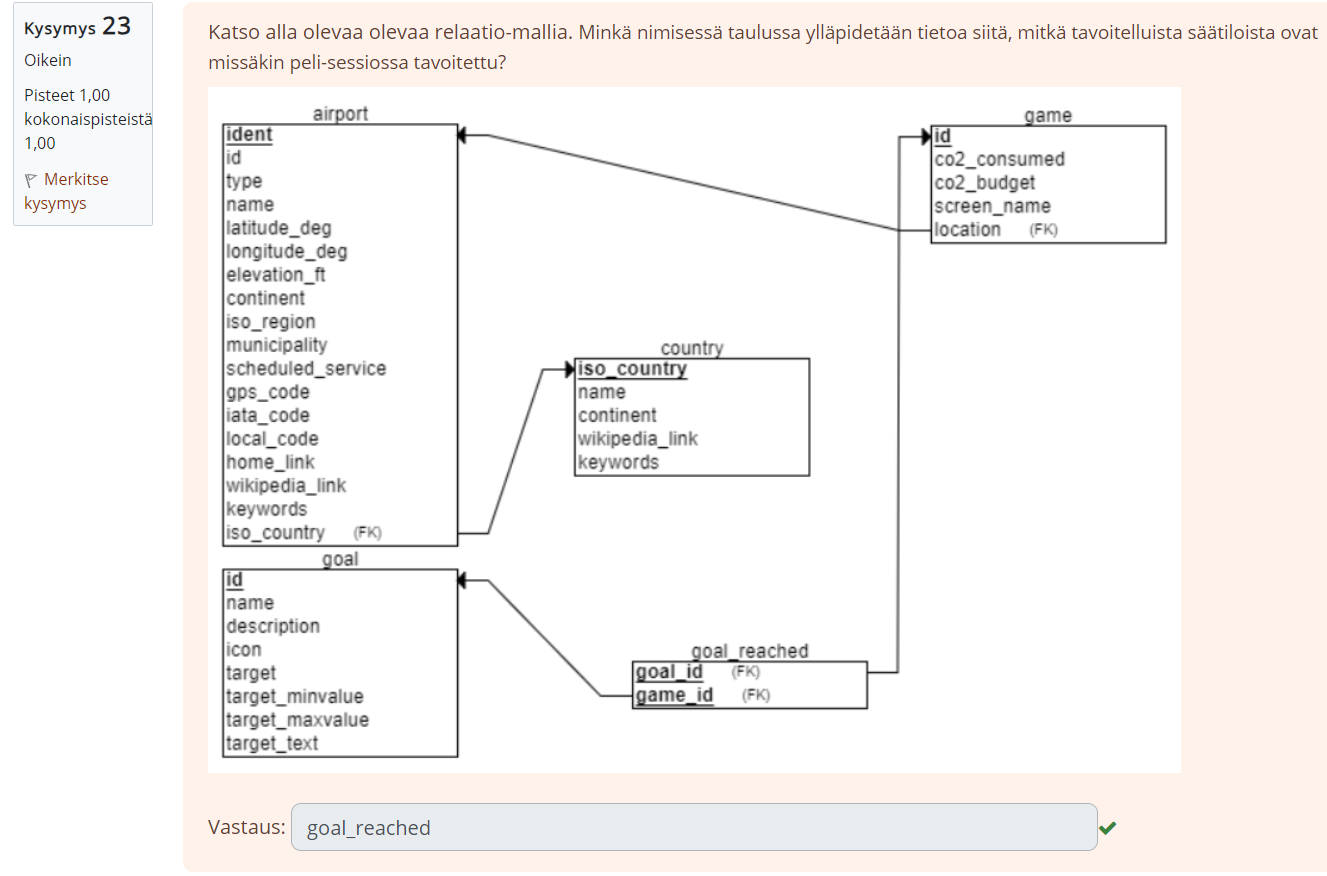 Kysymys 23
Oikein
Pisteet 1,00
kokonaispisteistä
1,00
Merkitse
kysymys
Katso alla olevaa olevaa relaatio-mallia. Minkä nimisessä taulussa ylläpidetään tietoa siitä, mitkä tavoitelluista säätiloista ovat
missäkin peli-sessiossa tavoitettu?
airport
ident
id
type
name
latitude_deg
longitude_deg
elevation_ft
continent
iso_region
municipality
scheduled_service
gps_code
iata_code
local_code
home_link
wikipedia_link
keywords
iso_country (FK)
game
id
co2_consumed
co2_budget
screen_name
location (FK)
country
iso_country
name
continent
wikipedia_link
keywords
goal
id
name
description
icon
target
target_minvalue
target_maxvalue
target_text
goal_reached
goal_id (FK)
game_id (FK)
Vastaus: goal_reached